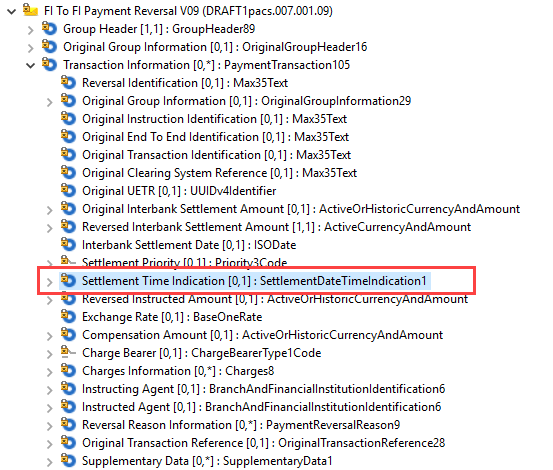 FI To FI Payment Reversal V09 (DRAFT1pacs.007.001.09)
Group Header [1,1] : GroupHeader89
Original Group Information [0,1] : OriginalGroupHeader16
Transaction Information [0,*] : PaymentTransaction105
Reversal Identification [0,1] : Max35Text
Original Group Information [0,1] : OriginalGroupInformation29
Original Instruction Identification [0,1] : Max35Text
Original End To End Identification [0,1] : Max35Text
Original Transaction Identification [0,1] : Max35Text
Original Clearing System Reference [0,1] : Max35Text
Original UETR [0,1] : UUIDv4Identifier
Original Interbank Settlement Amount [0,1] : ActiveOrHistoricCurrencyAndAmount
Reversed Interbank Settlement Amount [1,1] : ActiveCurrencyAndAmount
Interbank Settlement Date [0,1] : ISODate
Settlement Priority [0,1] : Priority3Code
Settlement Time Indication [0,1] : SettlementDateTimeIndication1
Reversed Instructed Amount [0,1] : ActiveOrHistoricCurrencyAndAmount
Exchange Rate [0,1] : BaseOneRate
Compensation Amount [0,1] : ActiveOrHistoricCurrencyAndAmount
Charge Bearer [0,1] : ChargeBearerType1Code
Charges Information [0,*] : Charges8
Instructing Agent [0,1] : BranchAndFinancialInstitutionIdentification6
Instructed Agent [0,1] : BranchAndFinancialInstitutionIdentification6
Reversal Reason Information [0,*] : PaymentReversalReason9
Original Transaction Reference [0,1] : OriginalTransactionReference28
Supplementary Data [0,*] : SupplementaryData1